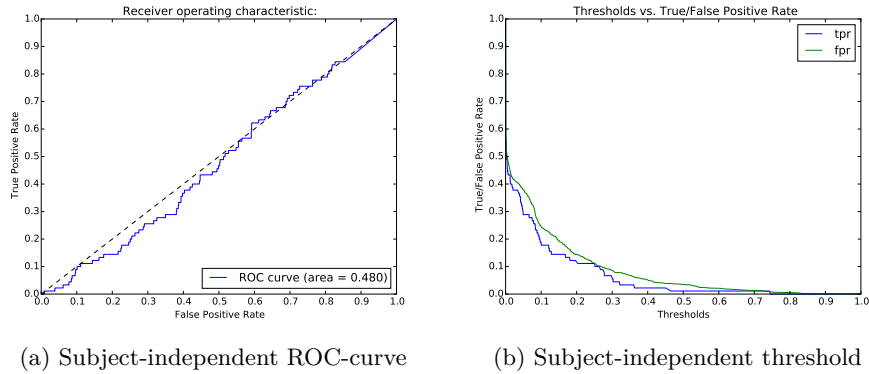 Receiver operating characteristic:
1.0
0.9
0.8
0.7
0.6
0.5
0.4
0.3
0.2
0.1
0.0
True Positive Rate
ROC curve (area = 0.480)
0.0 0.1 0.2 0.3 0.4 0.5 0.6 0.7 0.8 0.9 1.0
False Positive Rate
(a) Subject-independent ROC-curve
Thresholds vs. True/False Positive Rate
1.0
0.9
0.8
0.7
0.6
0.5
0.4
0.3
0.2
0.1
0.0
True/False Positive Rate
tpr
fpr
0.0 0.1 0.2 0.3 0.4 0.5 0.6 0.7 0.8 0.9 1.0
Thresholds
(b) Subject-independent threshold